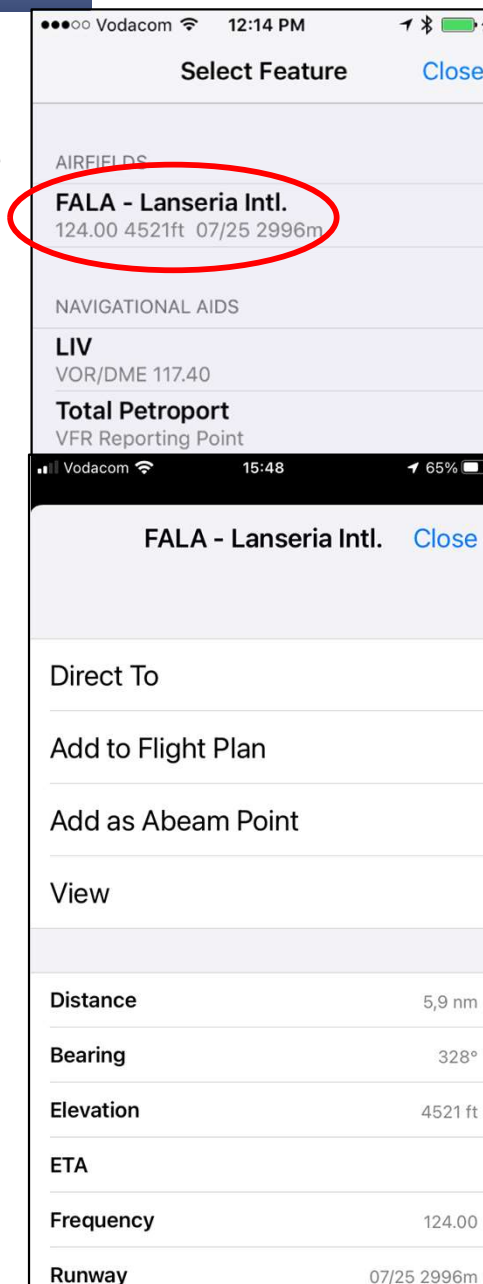 Vodacom 12:14 PM
Select Feature Close
AIRFIELDS
FALA - Lanseria Intl.
124.00 4521ft 07/25 2996m
NAVIGATIONAL AIDS
LIV
VOR/DME 117.40
Total Petroport
VFR Reporting Point
Vodacom 15:48 65%
FALA - Lanseria Intl. Close
Direct To
Add to Flight Plan
Add as Abeam Point
View
Distance 5,9 nm
Bearing 328°
Elevation 4521 ft
ETA
Frequency 124.00
Runway 07/25 2996m